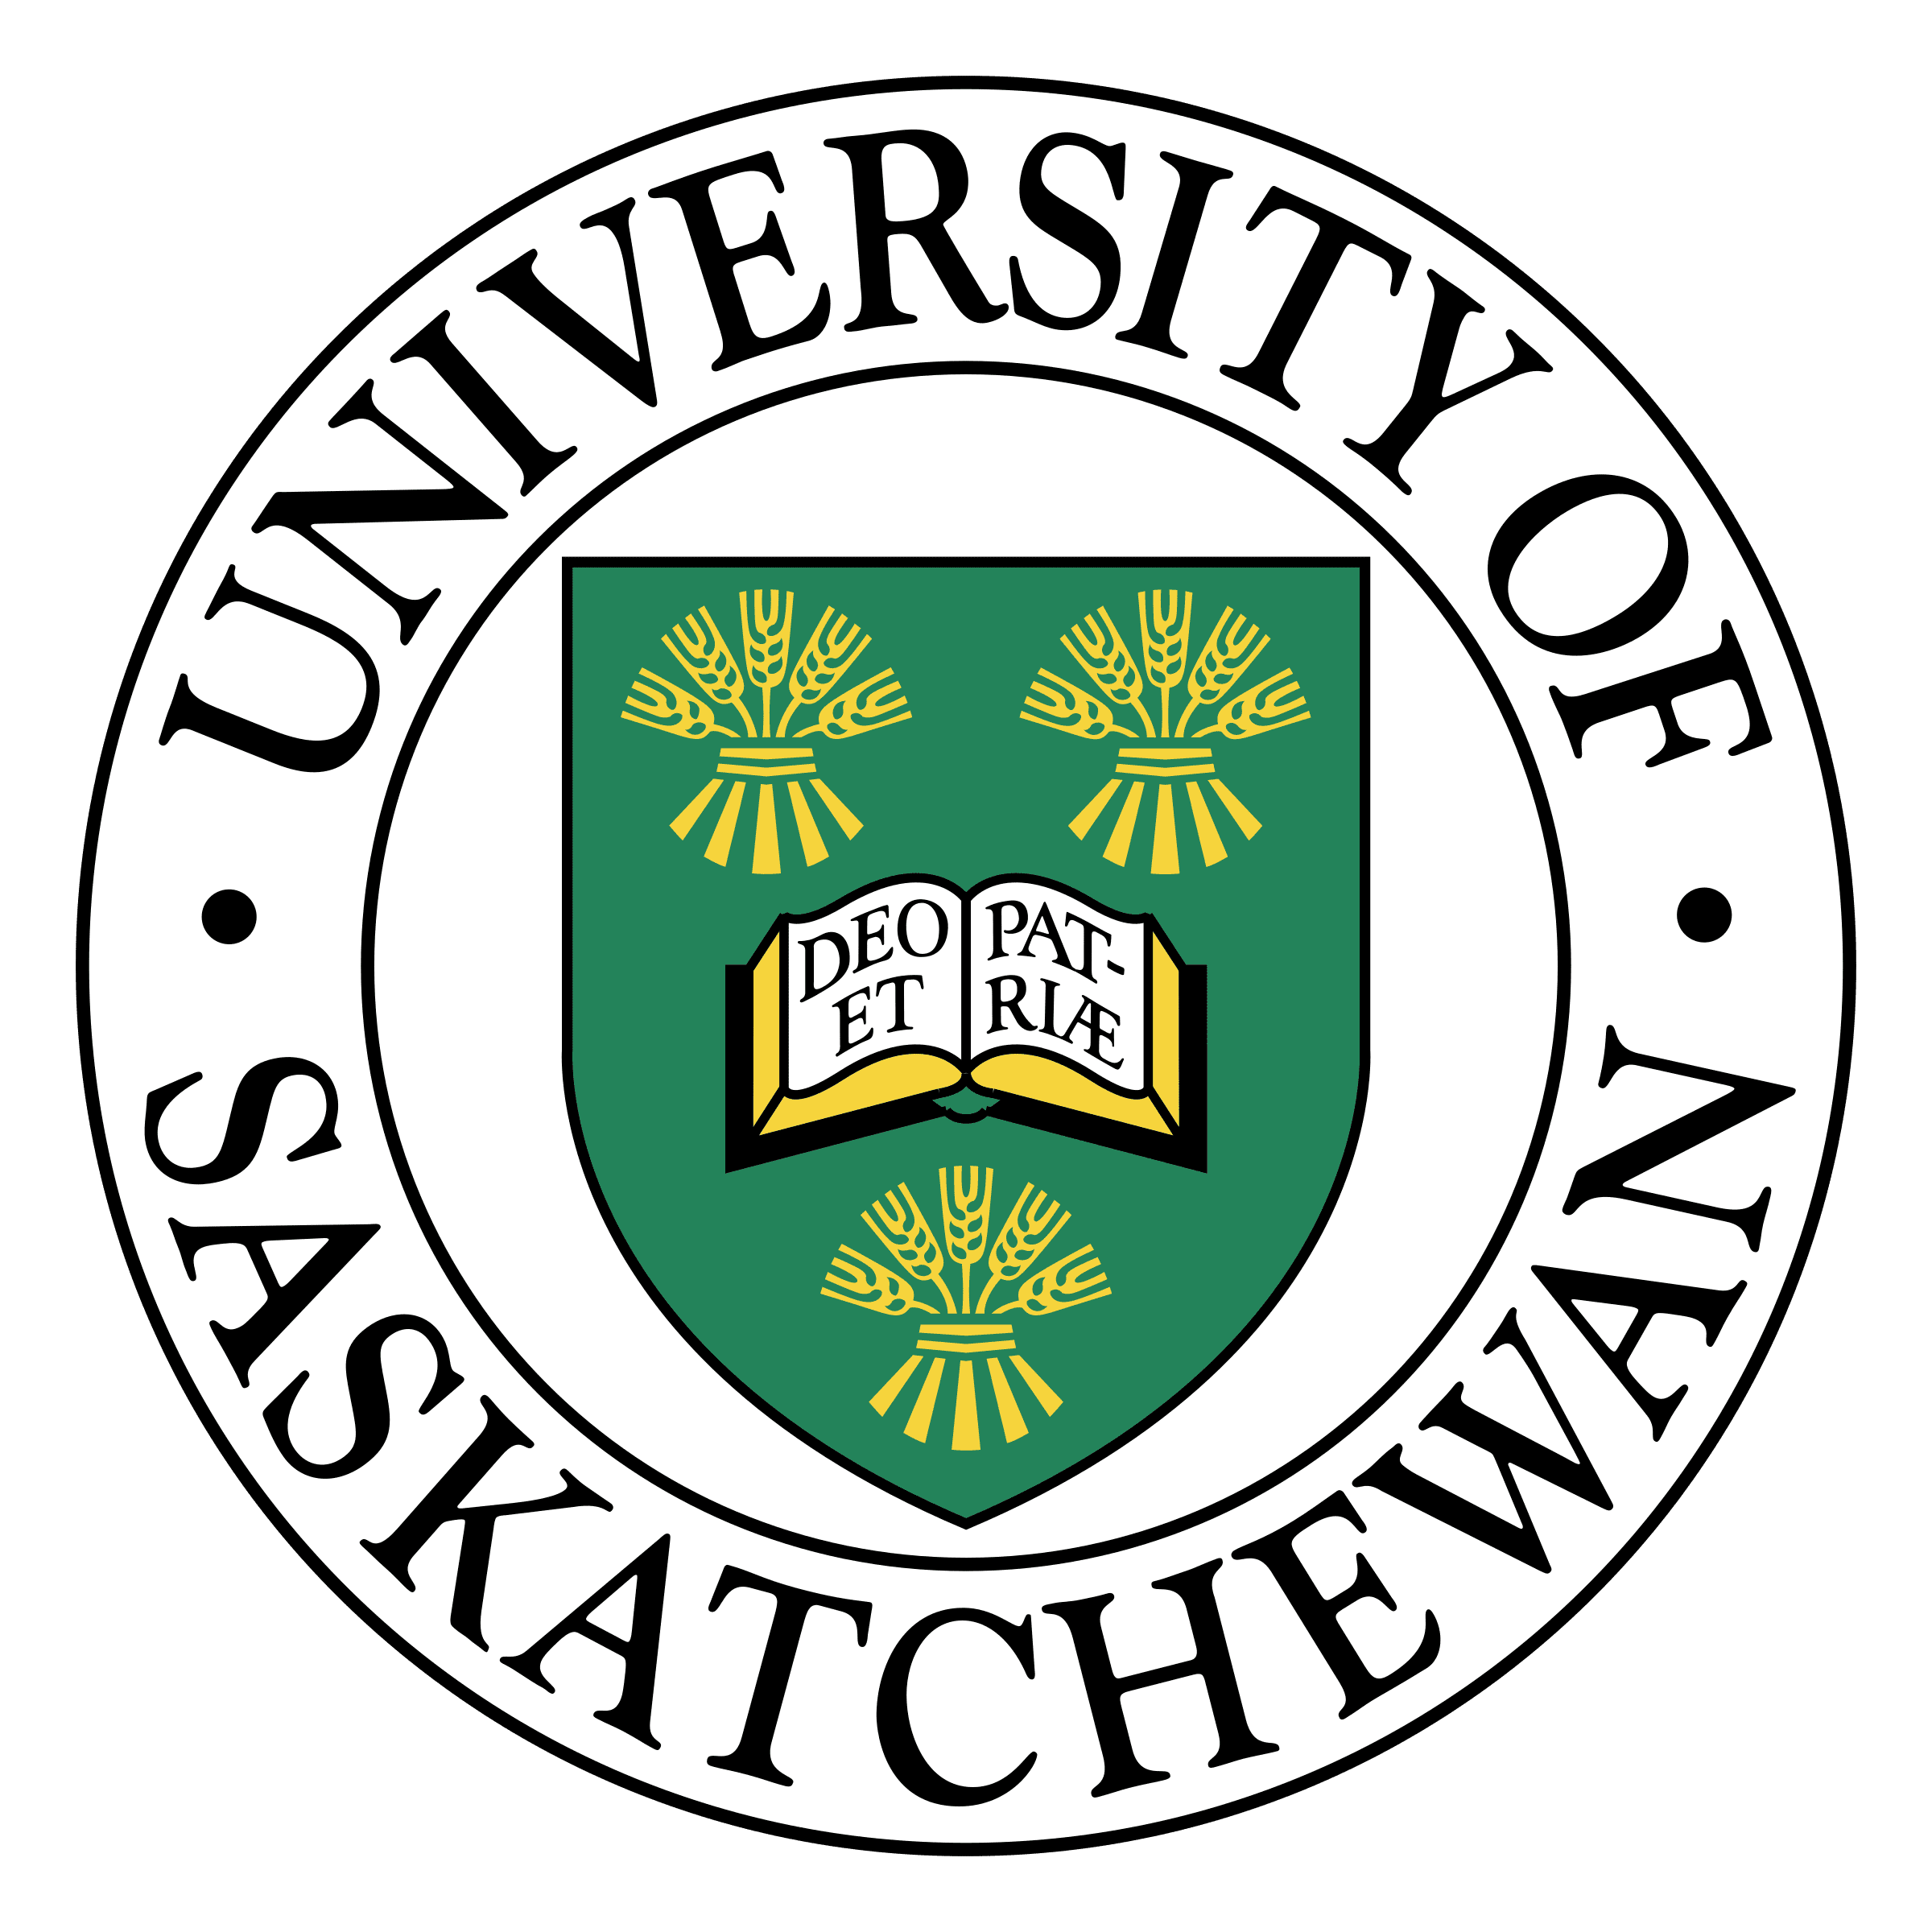 UNIVERSITY OF
SASKATCHEWAN
DEO
ET
PAT-
RIÆ